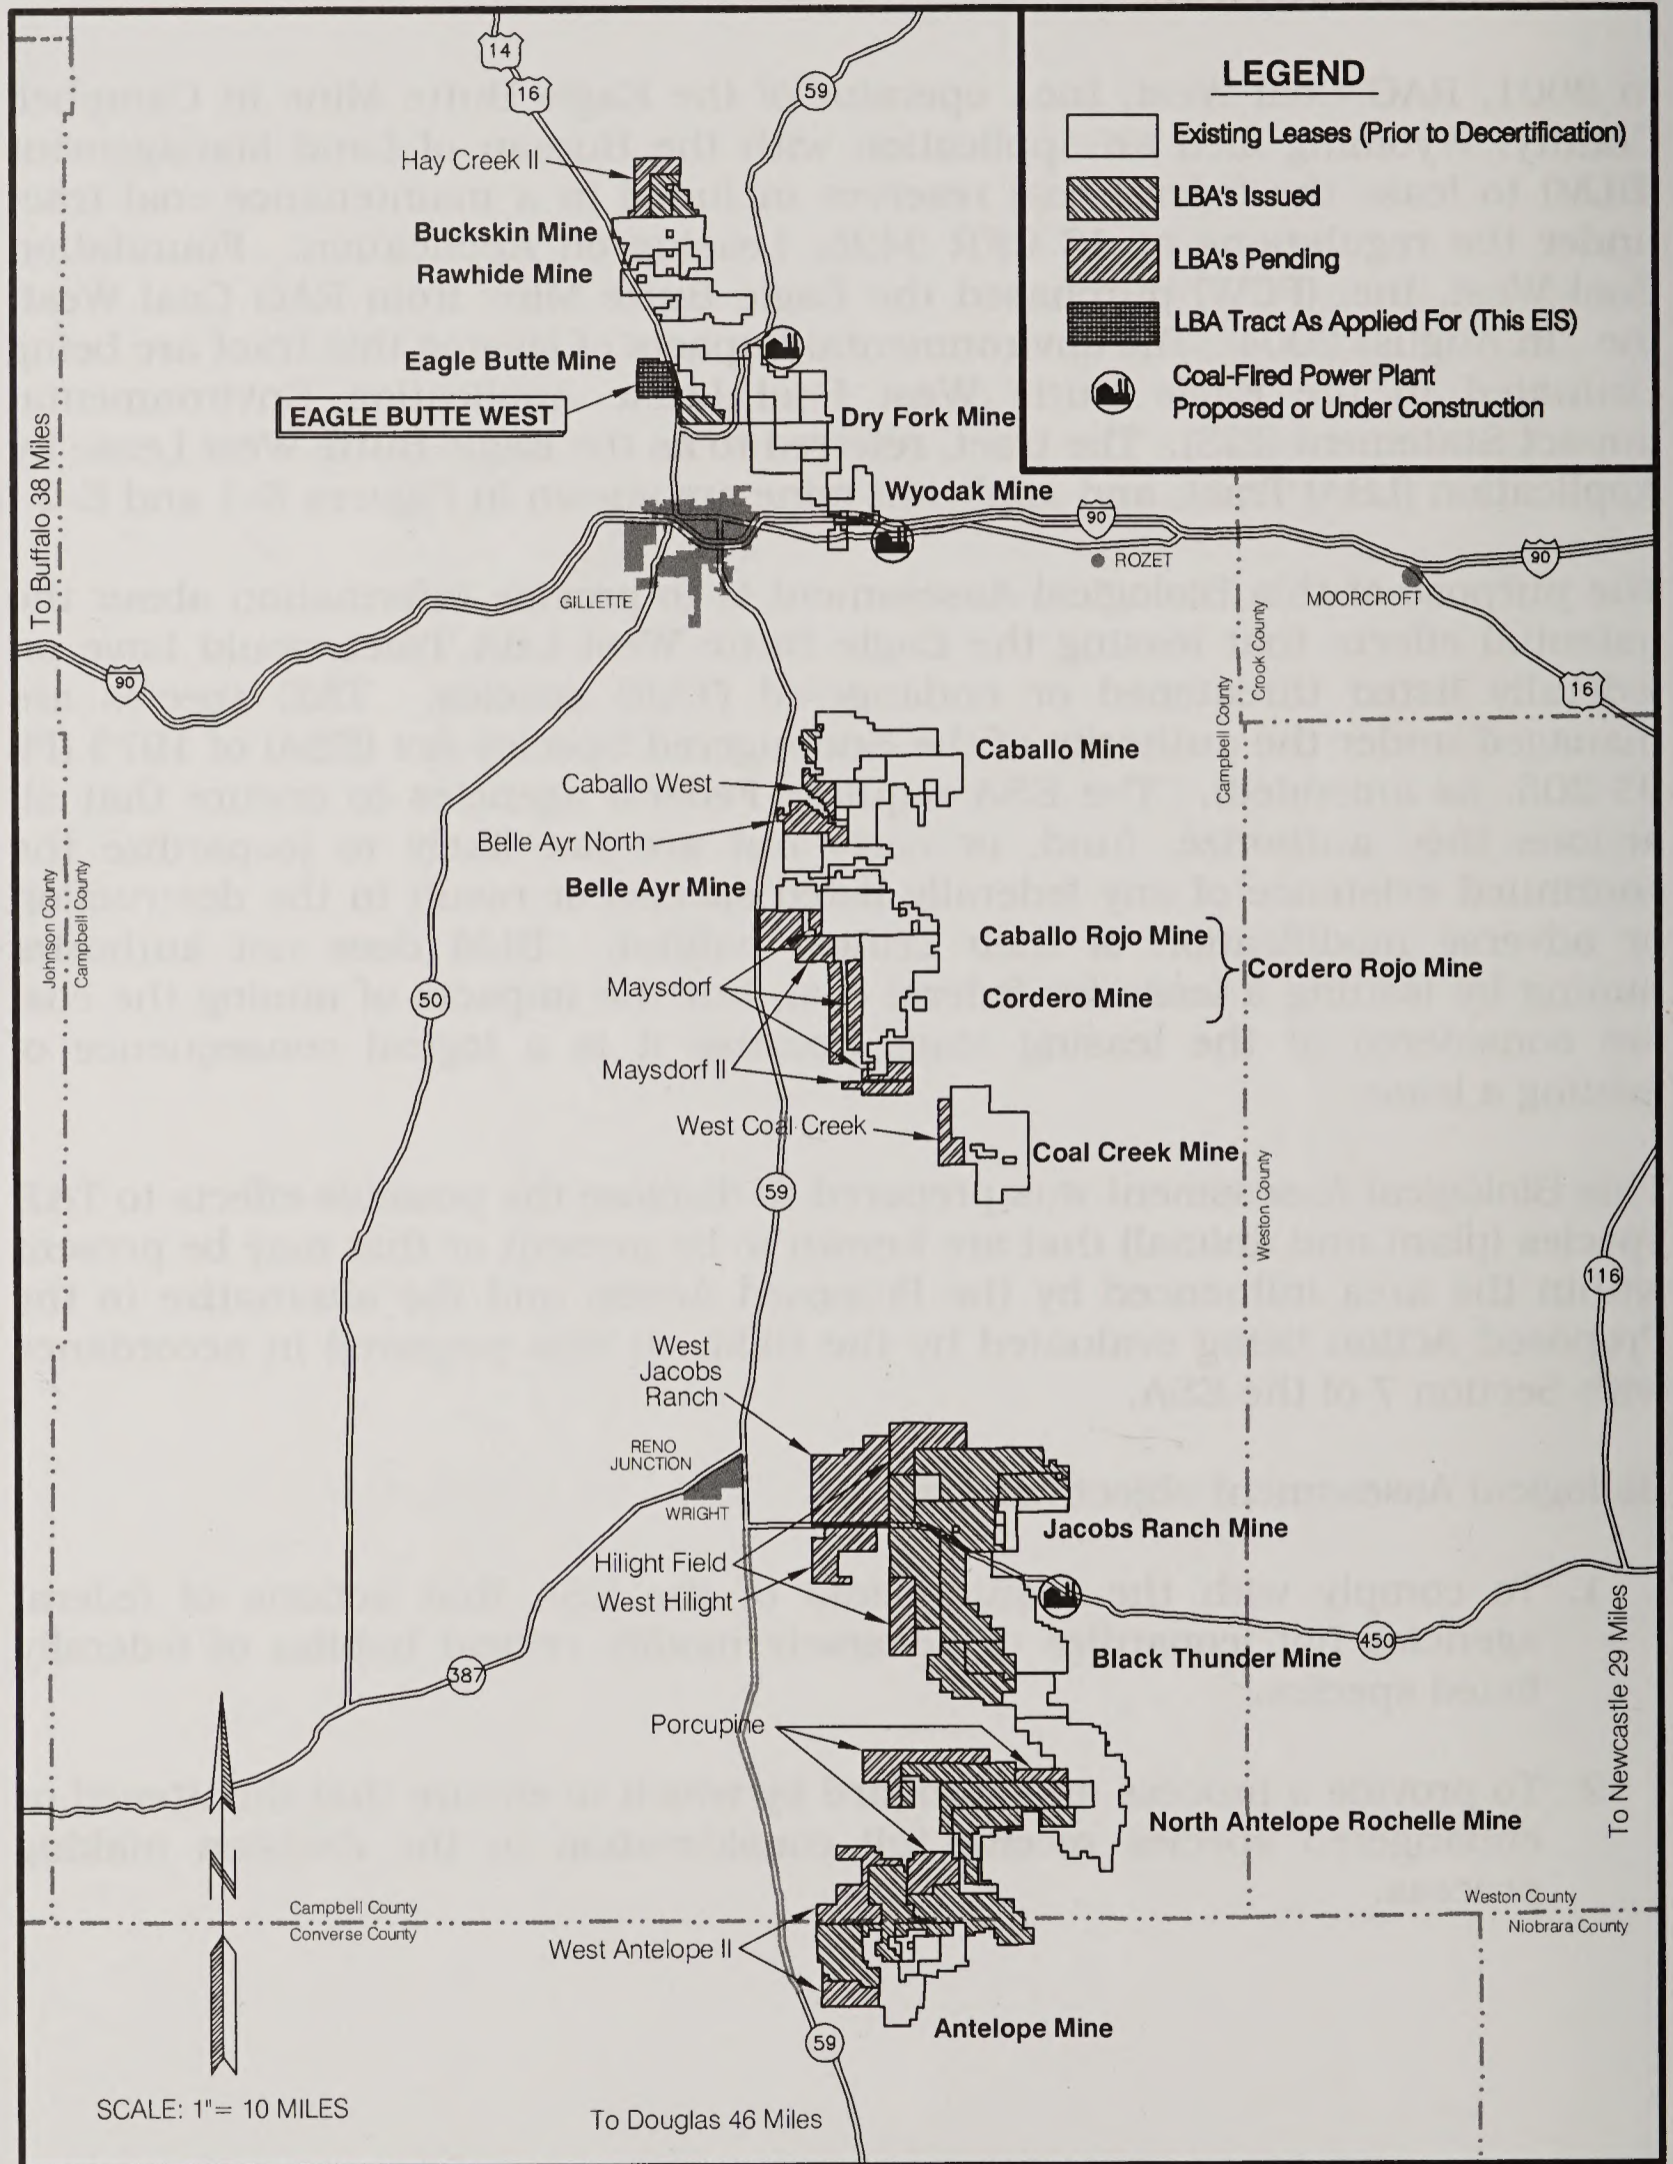 LEGEND
Existing Leases (Prior to Decertification)
LBA's Issued
LBA's Pending
LBA Tract As Applied For (This EIS)
Coal-Fired Power Plant
Proposed or Under Construction
14
16
59
Hay Creek II
Buckskin Mine
Rawhide Mine
Eagle Butte Mine
EAGLE BUTTE WEST
Dry Fork Mine
Wyodak Mine
To Buffalo 38 Miles
90
ROZET
90
GILLETTE
MOORCROFT
90
16
Campbell County
Crook County
Caballo Mine
Caballo West
Belle Ayr North
Belle Ayr Mine
Johnson County
Campbell County
Caballo Rojo Mine
Cordero Rojo Mine
Maysdorf
Cordero Mine
50
Maysdorf II
West Coal Creek
Coal Creek Mine
Weston County
59
116
West
Jacobs
Ranch
RENO
JUNCTION
WRIGHT
Jacobs Ranch Mine
Hilight Field
West Hilight
450
Black Thunder Mine
387
To Newcastle 29 Miles
Porcupine
North Antelope Rochelle Mine
N
Campbell County
Converse County
Weston County
Niobrara County
West Antelope II
Antelope Mine
59
SCALE: 1"= 10 MILES
To Douglas 46 Miles